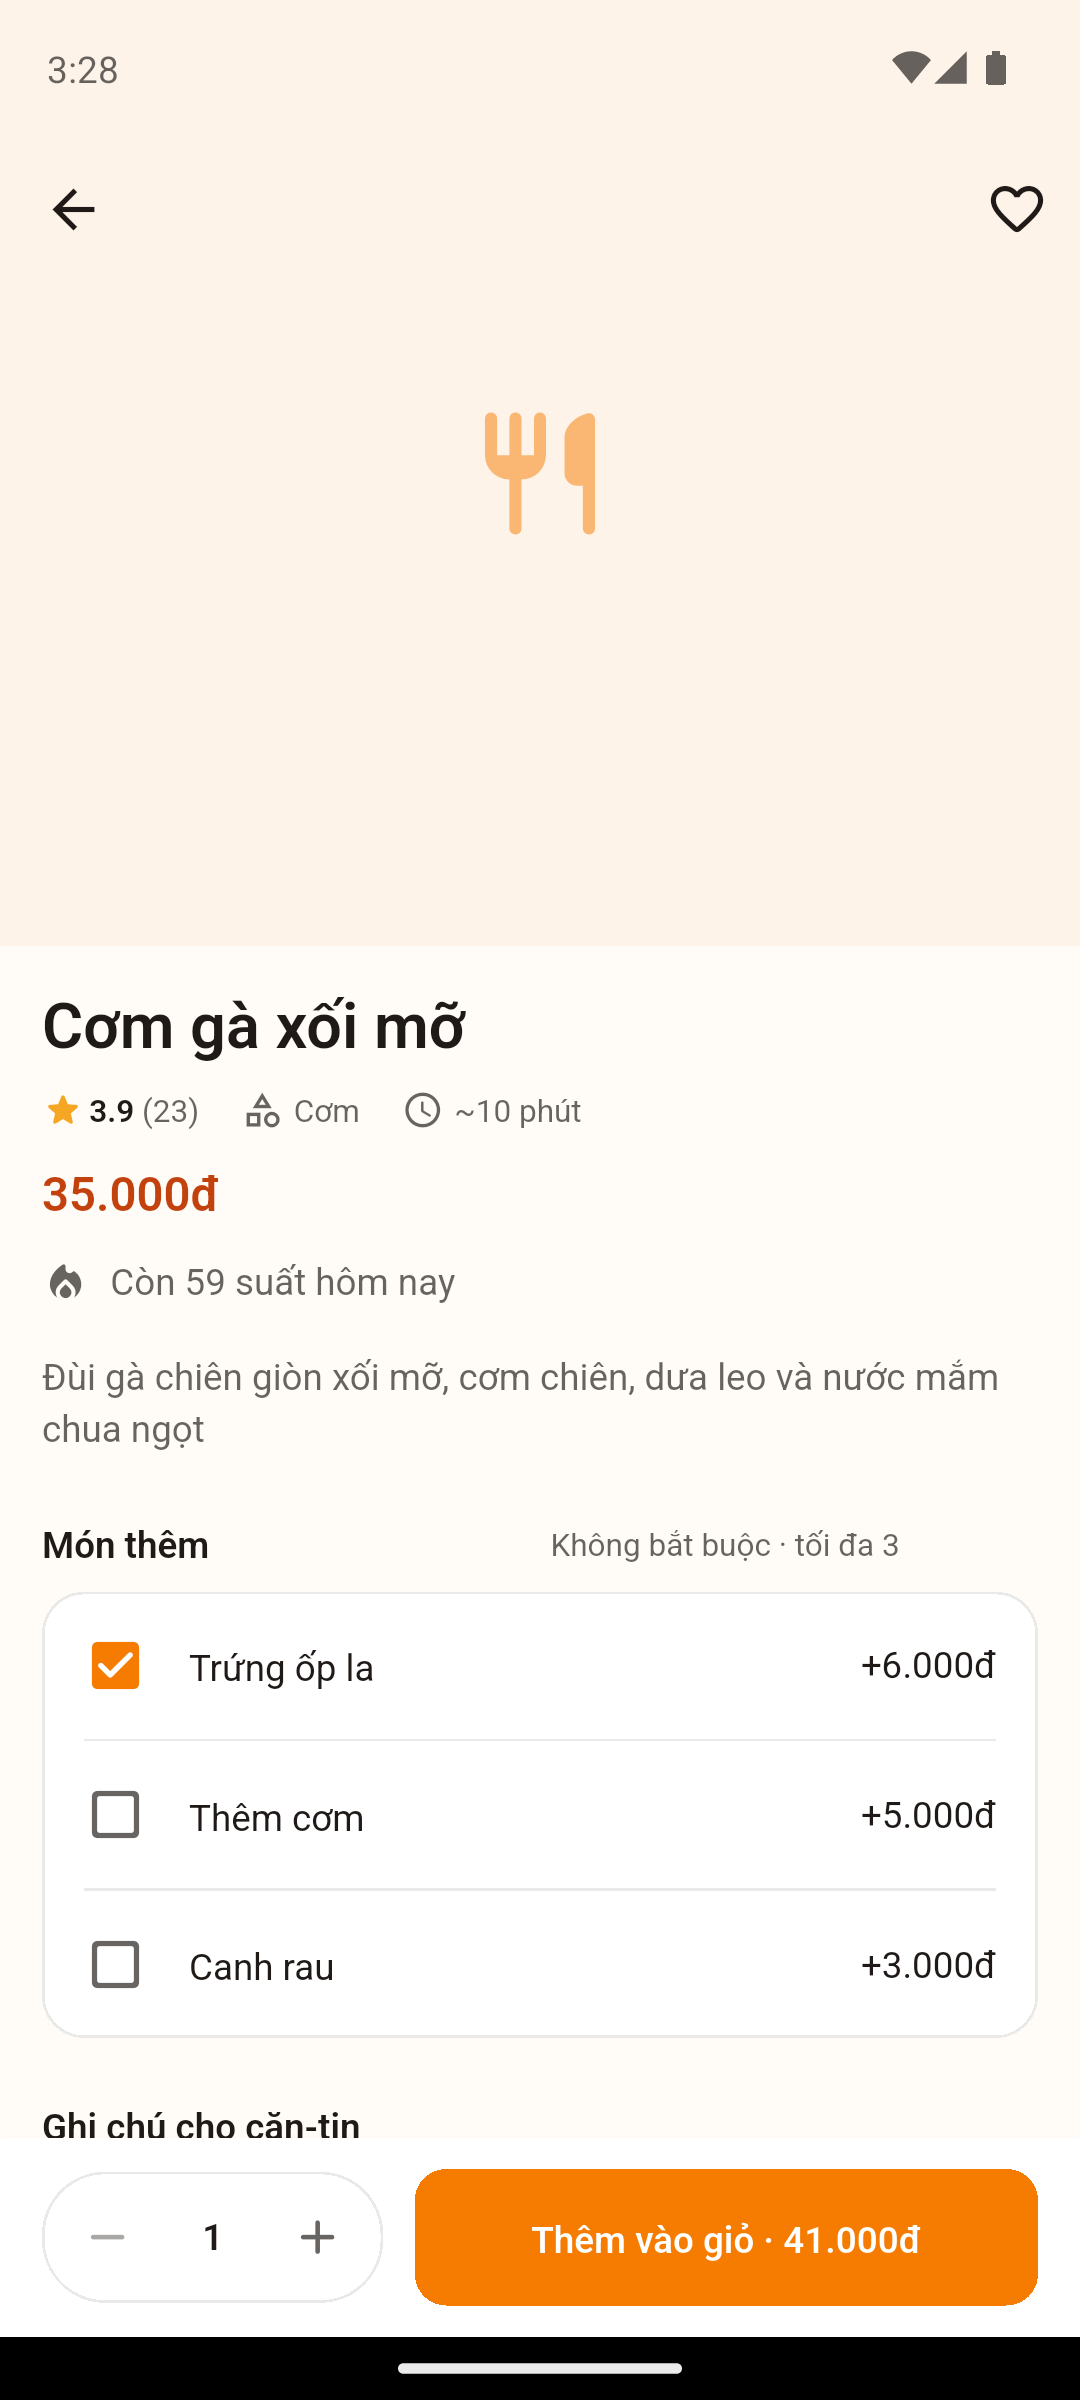 3:28
Cơm gà xối mỡ
3.9 (23) Cơm ~10 phút
35.000đ
Còn 59 suất hôm nay
Đùi gà chiên giòn xối mỡ, cơm chiên, dưa leo và nước mắm
chua ngọt
Món thêm Không bắt buộc · tối đa 3
Trứng ốp la +6.000đ
Thêm cơm +5.000đ
Canh rau +3.000đ
Ghi chú cho căn-tin
1 Thêm vào giỏ · 41.000đ